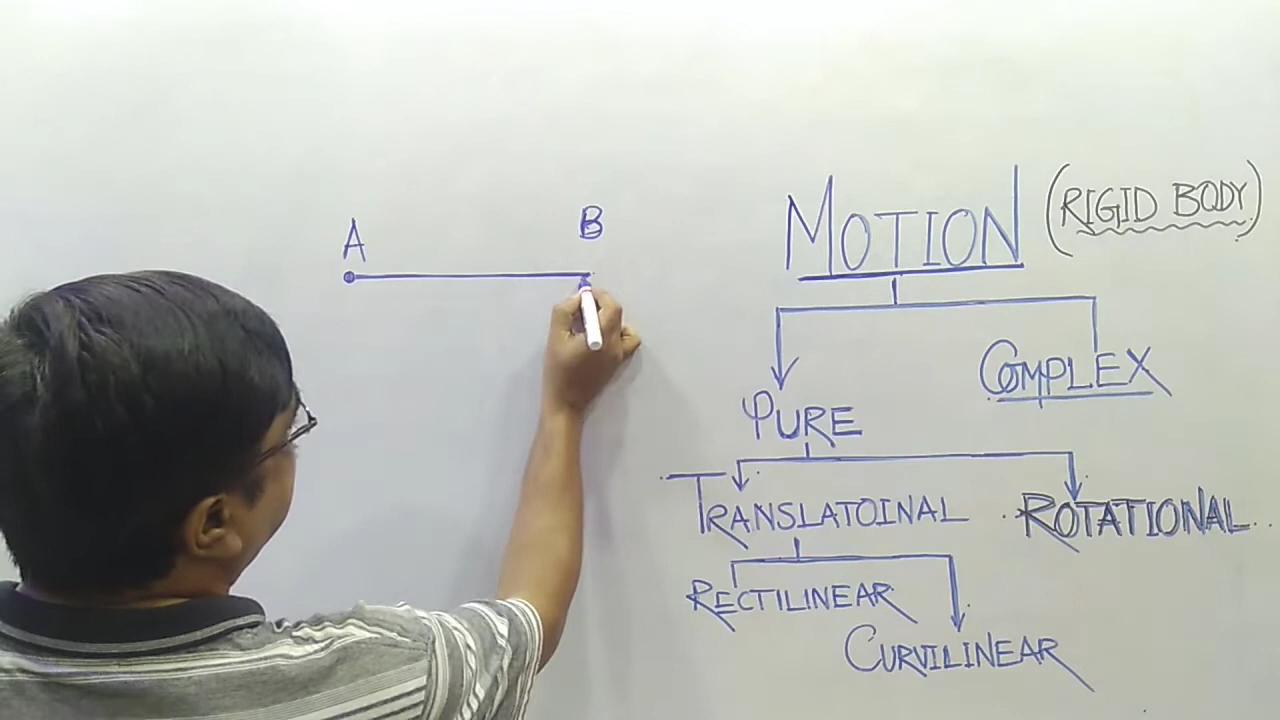 A B
MOTION (RIGID BODY)
PURE COMPLEX
TRANSLATOINAL ROTATIONAL
RECTILINEAR
CURVILINEAR